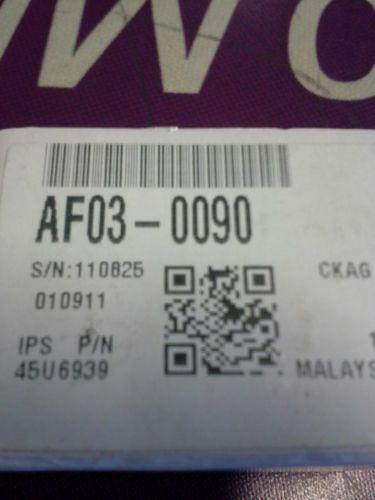 AF03-0090
S/N:110825
CKAG
010911
IPS P/N
45U6939
MALAYS